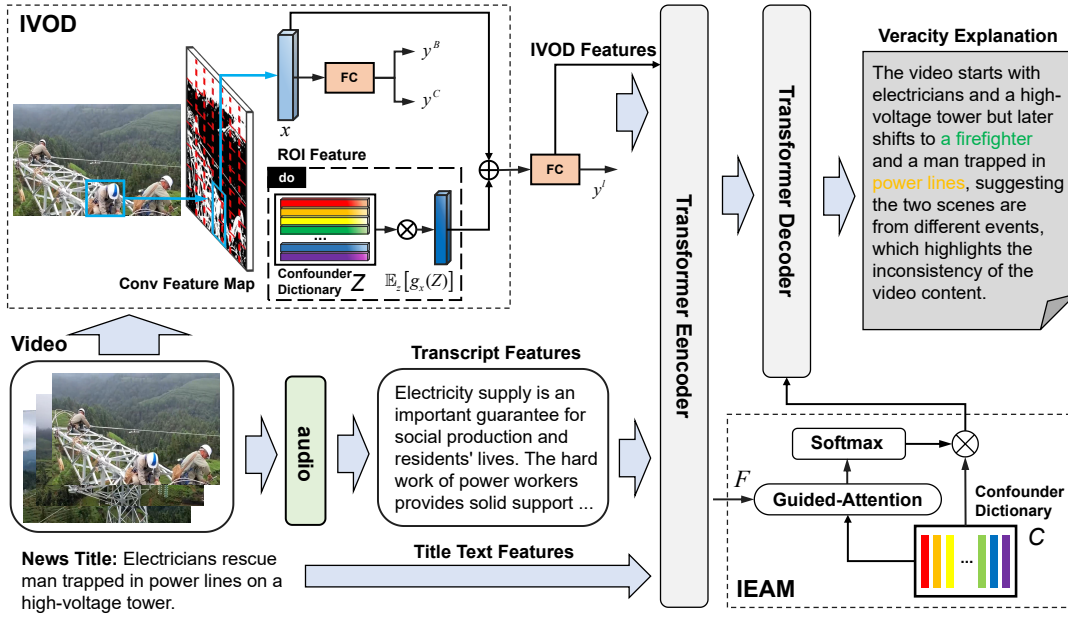 IVOD
x
FC
y^B
y^C
Conv Feature Map
ROI Feature
do
...
Confounder
Dictionary Z
𝔼_z[g_x(Z)]
FC
y^I
IVOD Features
Video
audio
Transcript Features
Electricity supply is an
important guarantee for
social production and
residents' lives. The hard
work of power workers
provides solid support ...
News Title: Electricians rescue
man trapped in power lines on a
high-voltage tower.
Title Text Features
Transformer Eencoder
Transformer Decoder
Veracity Explanation
The video starts with
electricians and a high-
voltage tower but later
shifts to a firefighter
and a man trapped in
power lines, suggesting
the two scenes are
from different events,
which highlights the
inconsistency of the
video content.
F
Softmax
Guided-Attention
Confounder
Dictionary
C
...
IEAM